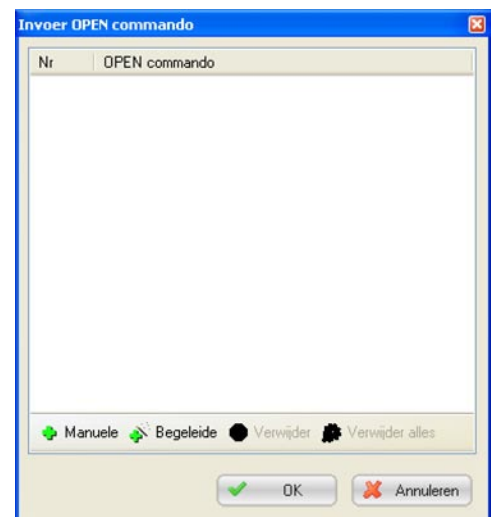 Invoer OPEN commando
Nr OPEN commando
Manuele Begeleide Verwijder Verwijder alles
OK Annuleren